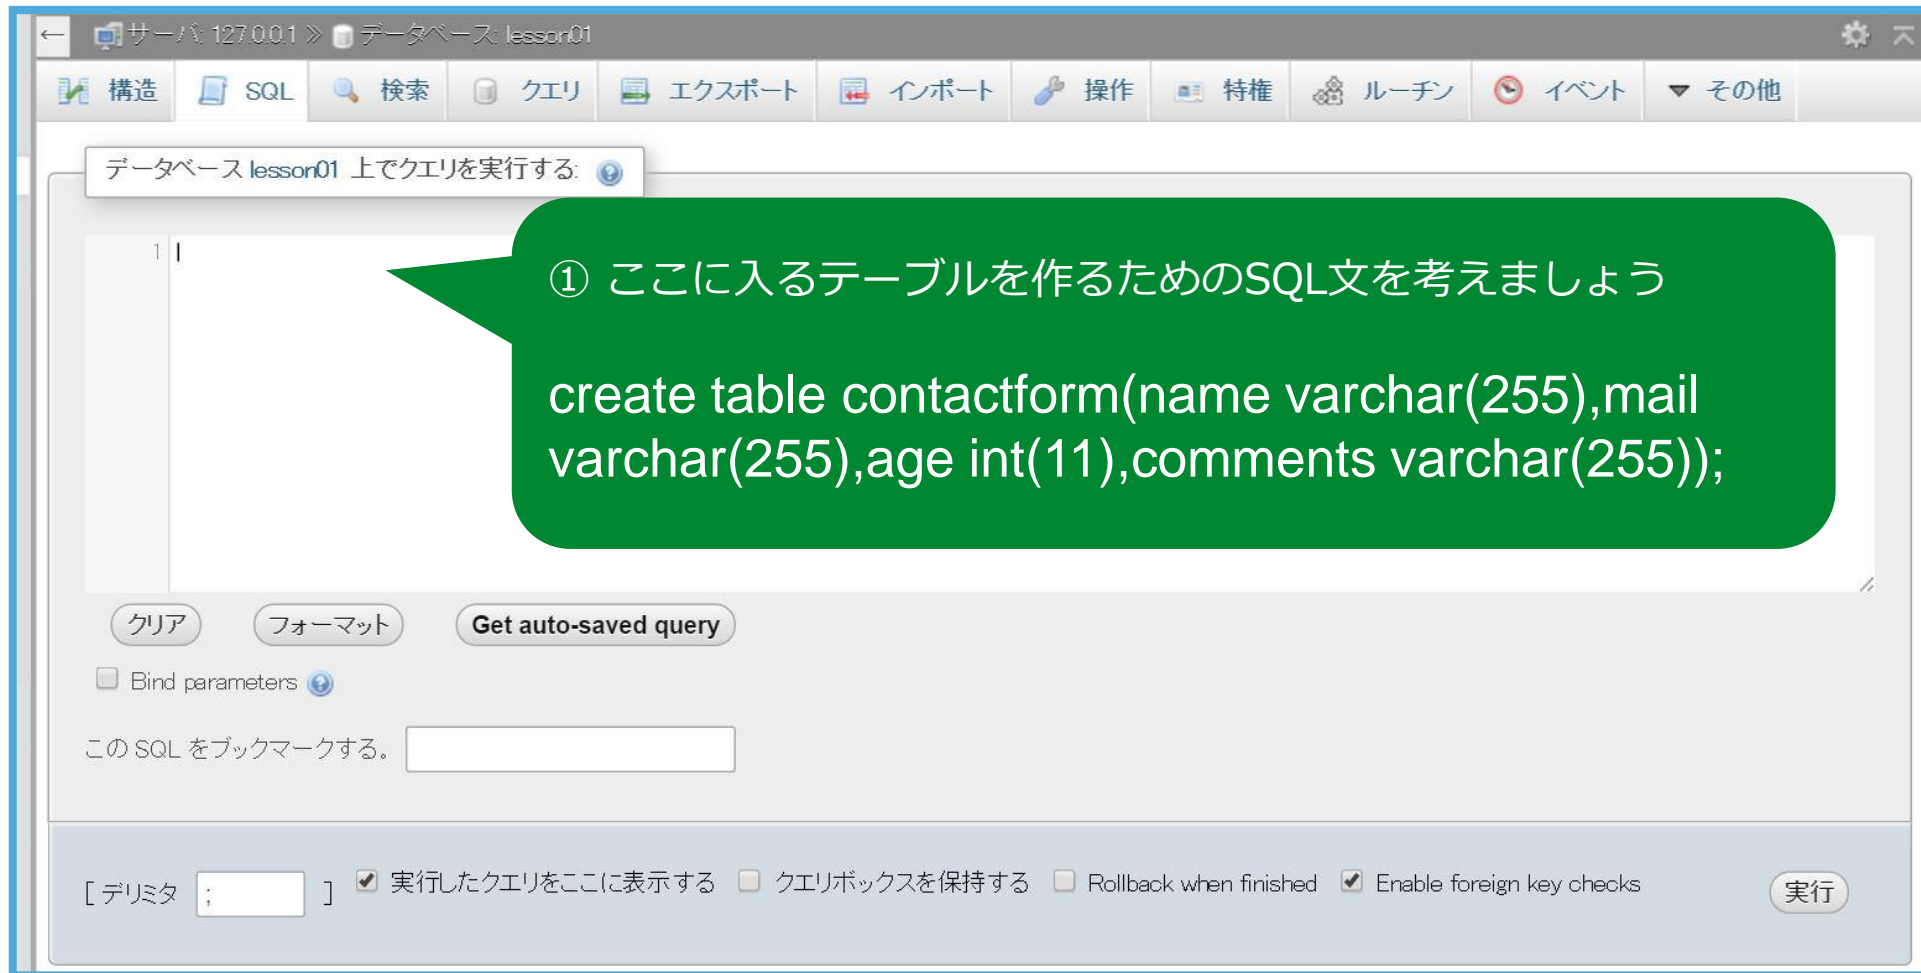 ← サーバ: 127.0.0.1 » データベース: lesson01
構造 SQL 検索 クエリ エクスポート インポート 操作 特権 ルーチン イベント ▼ その他
データベース lesson01 上でクエリを実行する:
1
① ここに入るテーブルを作るためのSQL文を考えましょう
create table contactform(name varchar(255),mail
varchar(255),age int(11),comments varchar(255));
クリア フォーマット Get auto-saved query
Bind parameters
この SQL をブックマークする。
[ デリミタ ; ] 実行したクエリをここに表示する クエリボックスを保持する Rollback when finished Enable foreign key checks 実行